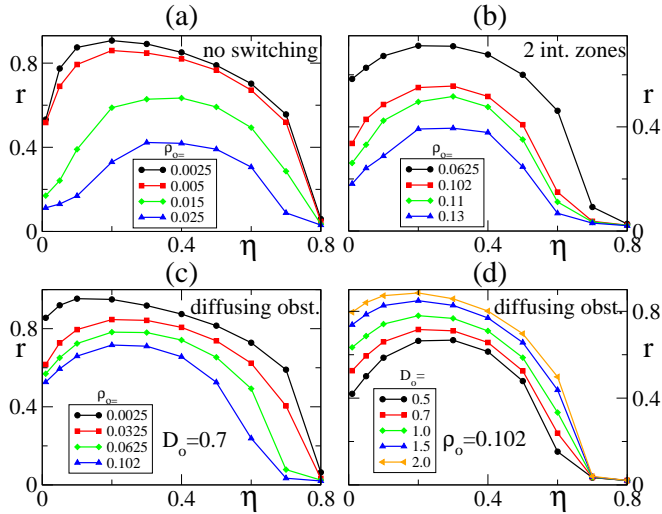 (a)
no switching
r
0.8
0.4
0
ρo=
0.0025
0.005
0.015
0.025
0
0.4
η
0.8
(b)
2 int. zones
r
0.4
0
ρo=
0.0625
0.102
0.11
0.13
0
0.4
η
0.8
(c)
diffusing obst.
r
0.8
0.4
0
ρo=
0.0025
0.0325
0.0625
0.102
Do=0.7
0
0.4
η
0.8
(d)
diffusing obst.
0.8
r
0.4
0
Do=
0.5
0.7
1.0
1.5
2.0
ρo=0.102
0
0.4
η
0.8